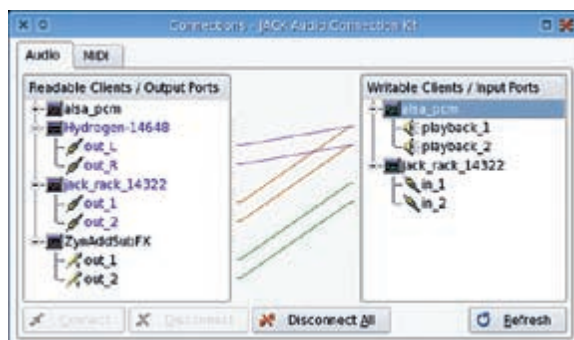 Connections - JACK Audio Connection Kit
Audio MIDI
Readable Clients / Output Ports
alsa_pcm
Hydrogen-14648
out_L
out_R
jack_rack_14322
out_1
out_2
ZynAddSubFX
out_1
out_2
Writable Clients / Input Ports
alsa_pcm
playback_1
playback_2
jack_rack_14322
in_1
in_2
Connect Disconnect Disconnect All Refresh